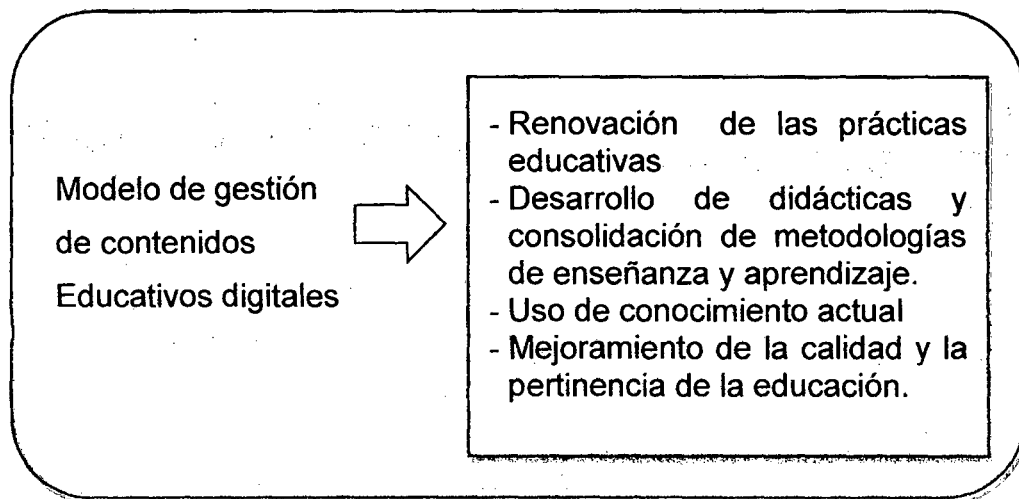 Modelo de gestión
de contenidos
Educativos digitales
- Renovación de las prácticas
educativas
- Desarrollo de didácticas y
consolidación de metodologías
de enseñanza y aprendizaje.
- Uso de conocimiento actual
- Mejoramiento de la calidad y la
pertinencia de la educación.